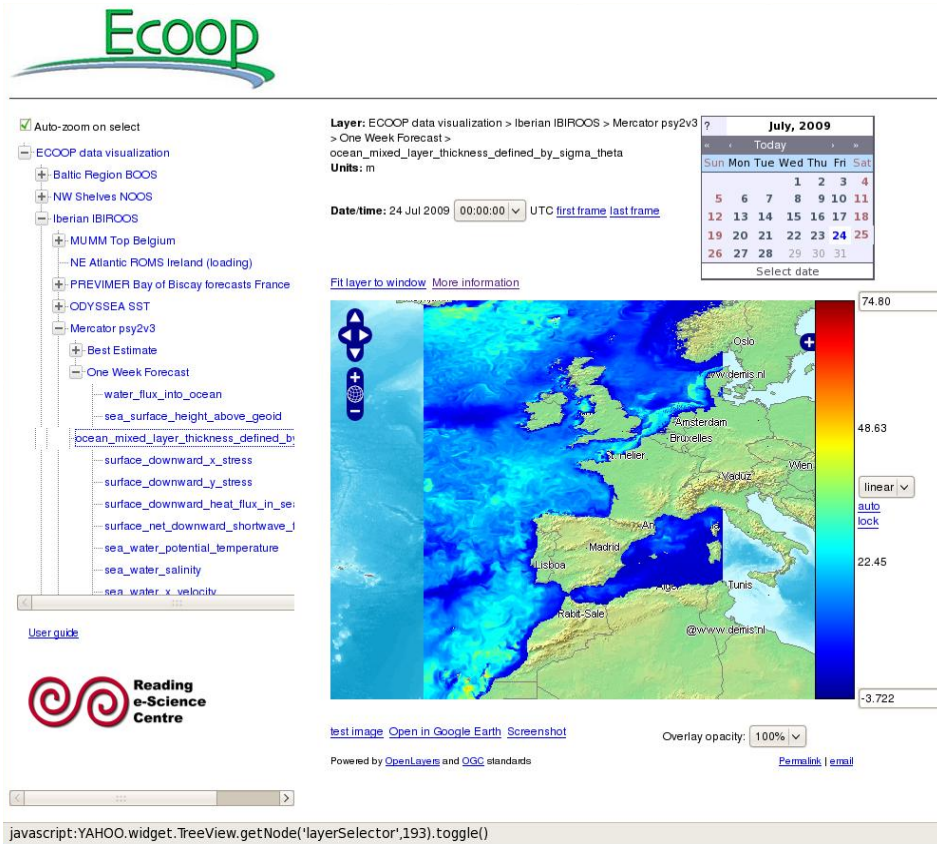 Ecoop
Auto-zoom on select
ECOOP data visualization
Baltic Region BOOS
NW Shelves NOOS
Iberian IBIROOS
MUMM Top Belgium
NE Atlantic ROMS Ireland (loading)
PREVIMER Bay of Biscay forecasts France
ODYSSEA SST
Mercator psy2v3
Best Estimate
One Week Forecast
water_flux_into_ocean
sea_surface_height_above_geoid
ocean_mixed_layer_thickness_defined_by
surface_downward_x_stress
surface_downward_y_stress
surface_downward_heat_flux_in_sea
surface_net_downward_shortwave_f
sea_water_potential_temperature
sea_water_salinity
sea_water_x_velocity
User guide
Reading
e-Science
Centre
Layer: ECOOP data visualization > Iberian IBIROOS > Mercator psy2v3
> One Week Forecast >
ocean_mixed_layer_thickness_defined_by_sigma_theta
Units: m
Date/time: 24 Jul 2009 00:00:00 UTC first frame last frame
? July, 2009
« ‹ Today › »
Sun Mon Tue Wed Thu Fri Sat
1 2 3 4
5 6 7 8 9 10 11
12 13 14 15 16 17 18
19 20 21 22 23 24 25
26 27 28 29 30 31
Select date
Fit layer to window More information
Oslo
ww.demis.nl
Amsterdam
Bruxelles
St. Helier
Vaduz
Wien
Madrid
Lisboa
Tunis
Rabit-Sale
@www.demis.nl
74.80
48.63
linear
auto
lock
22.45
-3.722
test image Open in Google Earth Screenshot
Overlay opacity: 100%
Powered by OpenLayers and OGC standards
Permalink | email
javascript:YAHOO.widget.TreeView.getNode('layerSelector',193).toggle()